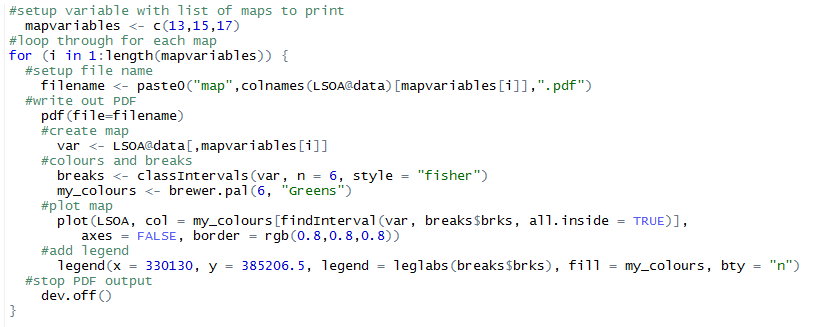 #setup variable with list of maps to print
  mapvariables <- c(13,15,17)
#loop through for each map
for (i in 1:length(mapvariables)) {
  #setup file name
    filename <- paste0("map",colnames(LSOA@data)[mapvariables[i]],".pdf")
  #write out PDF
    pdf(file=filename)
    #create map
      var <- LSOA@data[,mapvariables[i]]
    #colours and breaks
      breaks <- classIntervals(var, n = 6, style = "fisher")
      my_colours <- brewer.pal(6, "Greens")
    #plot map
      plot(LSOA, col = my_colours[findInterval(var, breaks$brks, all.inside = TRUE)],
         axes = FALSE, border = rgb(0.8,0.8,0.8))
    #add legend
      legend(x = 330130, y = 385206.5, legend = leglabs(breaks$brks), fill = my_colours, bty = "n")
  #stop PDF output
    dev.off()
}